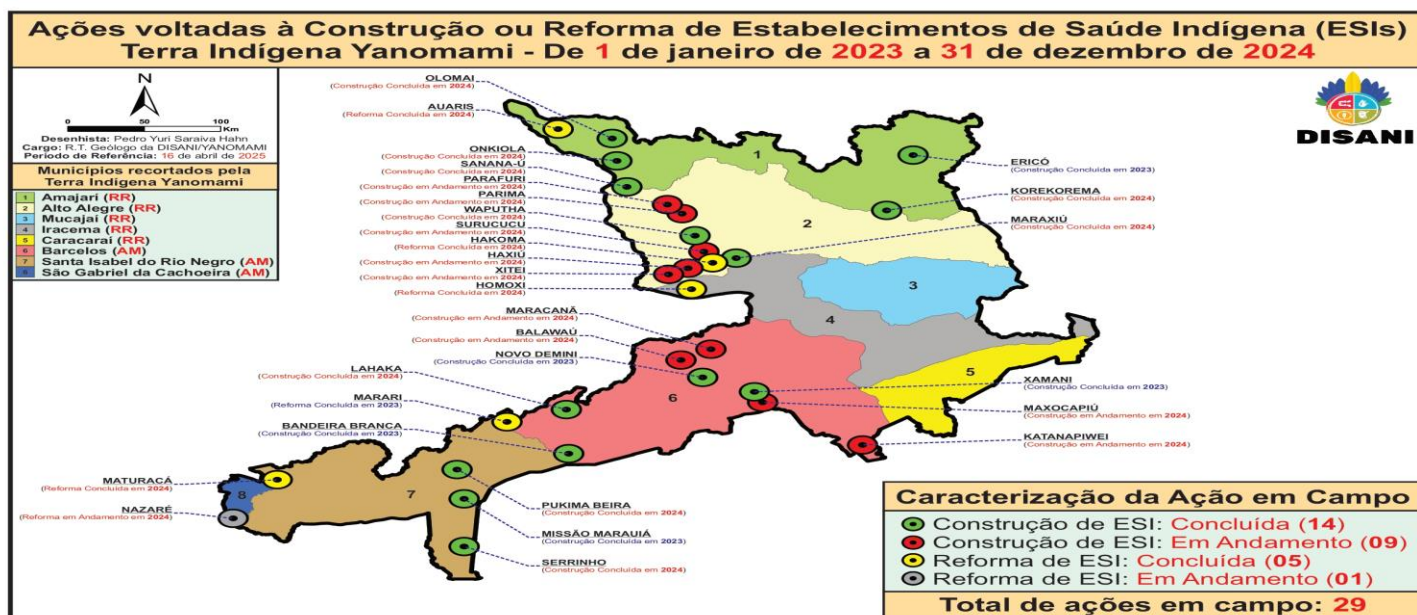 Ações voltadas à Construção ou Reforma de Estabelecimentos de Saúde Indígena (ESIs)
Terra Indígena Yanomami - De 1 de janeiro de 2023 a 31 de dezembro de 2024
N
0 50 100
Km
Desenhista: Pedro Yuri Saraiva Hahn
Cargo: R.T. Geólogo da DISANI/YANOMAMI
Período de Referência: 16 de abril de 2025
Municípios recortados pela
Terra Indígena Yanomami
1 Amajari (RR)
2 Alto Alegre (RR)
3 Mucajaí (RR)
4 Iracema (RR)
5 Caracaraí (RR)
6 Barcelos (AM)
7 Santa Isabel do Rio Negro (AM)
8 São Gabriel da Cachoeira (AM)
DISANI
OLOMAI
(Construção Concluída em 2024)
AUARIS
(Reforma Concluída em 2024)
ONKIOLA
(Construção Concluída em 2024)
SANANA-Ú
(Construção Concluída em 2024)
PARAFURI
(Construção em Andamento em 2024)
PARIMA
(Construção em Andamento em 2024)
WAPUTHA
(Construção Concluída em 2024)
SURUCUCU
(Construção em Andamento em 2024)
HAKOMA
(Reforma Concluída em 2024)
HAXIÚ
(Construção em Andamento em 2024)
XITEI
(Construção em Andamento em 2024)
HOMOXI
(Reforma Concluída em 2024)
MARACANÃ
(Construção em Andamento em 2024)
BALAWAÚ
(Construção em Andamento em 2024)
NOVO DEMINI
(Construção Concluída em 2023)
LAHAKA
(Construção Concluída em 2024)
MARARI
(Reforma Concluída em 2023)
BANDEIRA BRANCA
(Construção Concluída em 2023)
MATURACÁ
(Reforma Concluída em 2024)
NAZARÉ
(Reforma em Andamento em 2024)
ERICÓ
(Construção Concluída em 2023)
KOREKOREMA
(Construção Concluída em 2024)
MARAXIÚ
(Construção Concluída em 2024)
XAMANI
(Construção Concluída em 2023)
MAXOCAPIÚ
(Construção em Andamento em 2024)
KATANAPIWEI
(Construção em Andamento em 2024)
PUKIMA BEIRA
(Construção Concluída em 2024)
MISSÃO MARAUIÁ
(Construção Concluída em 2023)
SERRINHO
(Construção Concluída em 2024)
1
2
3
4
5
6
7
8
Caracterização da Ação em Campo
Construção de ESI: Concluída (14)
Construção de ESI: Em Andamento (09)
Reforma de ESI: Concluída (05)
Reforma de ESI: Em Andamento (01)
Total de ações em campo: 29